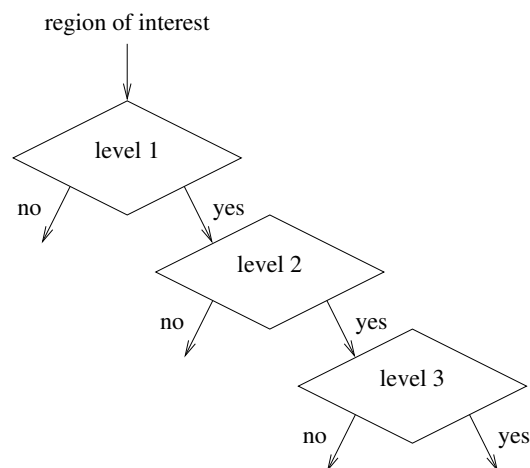 region of interest
level 1
no
yes
level 2
no
yes
level 3
no
yes